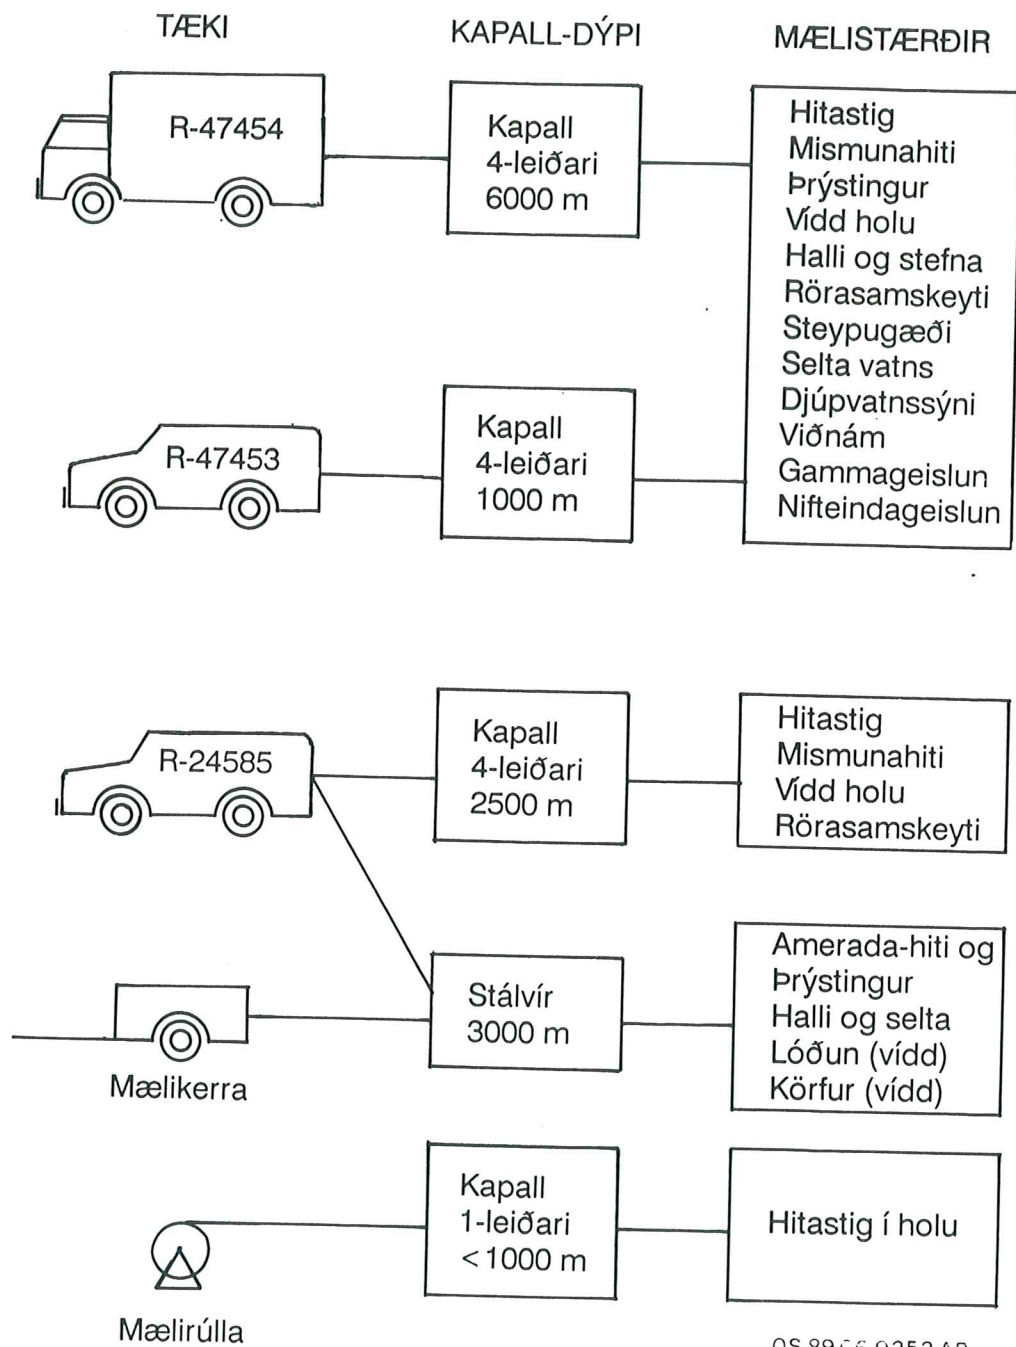 TÆKI
KAPALL-DÝPI
MÆLISTÆRÐIR
R-47454
Kapall
4-leiðari
6000 m
Hitastig
Mismunahiti
Þrýstingur
Vídd holu
Halli og stefna
Rörasamskeyti
Steypugæði
Selta vatns
Djúpvatnssýni
Viðnám
Gammageislun
Nifteindageislun
R-47453
Kapall
4-leiðari
1000 m
R-24585
Kapall
4-leiðari
2500 m
Hitastig
Mismunahiti
Vídd holu
Rörasamskeyti
Mælikerra
Stálvír
3000 m
Amerada-hiti og
Þrýstingur
Halli og selta
Lóðun (vídd)
Körfur (vídd)
Mælirúlla
Kapall
1-leiðari
< 1000 m
Hitastig í holu